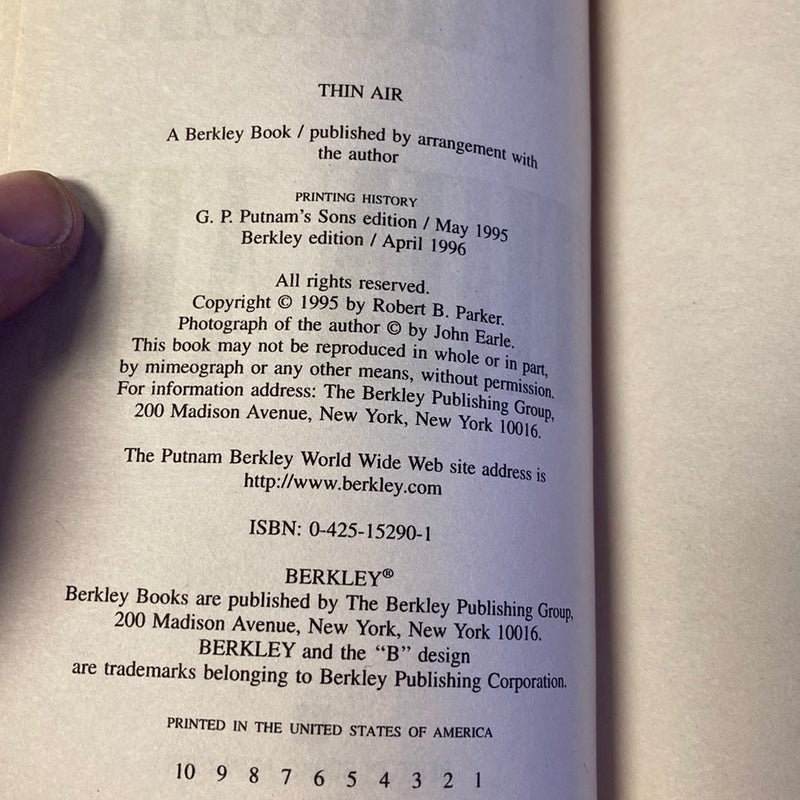 THIN AIR
A Berkley Book / published by arrangement with
the author
PRINTING HISTORY
G. P. Putnam's Sons edition / May 1995
Berkley edition / April 1996
All rights reserved.
Copyright © 1995 by Robert B. Parker.
Photograph of the author © by John Earle.
This book may not be reproduced in whole or in part,
by mimeograph or any other means, without permission.
For information address: The Berkley Publishing Group,
200 Madison Avenue, New York, New York 10016.
The Putnam Berkley World Wide Web site address is
http://www.berkley.com
ISBN: 0-425-15290-1
BERKLEY®
Berkley Books are published by The Berkley Publishing Group,
200 Madison Avenue, New York, New York 10016.
BERKLEY and the “B” design
are trademarks belonging to Berkley Publishing Corporation.
PRINTED IN THE UNITED STATES OF AMERICA
10 9 8 7 6 5 4 3 2 1